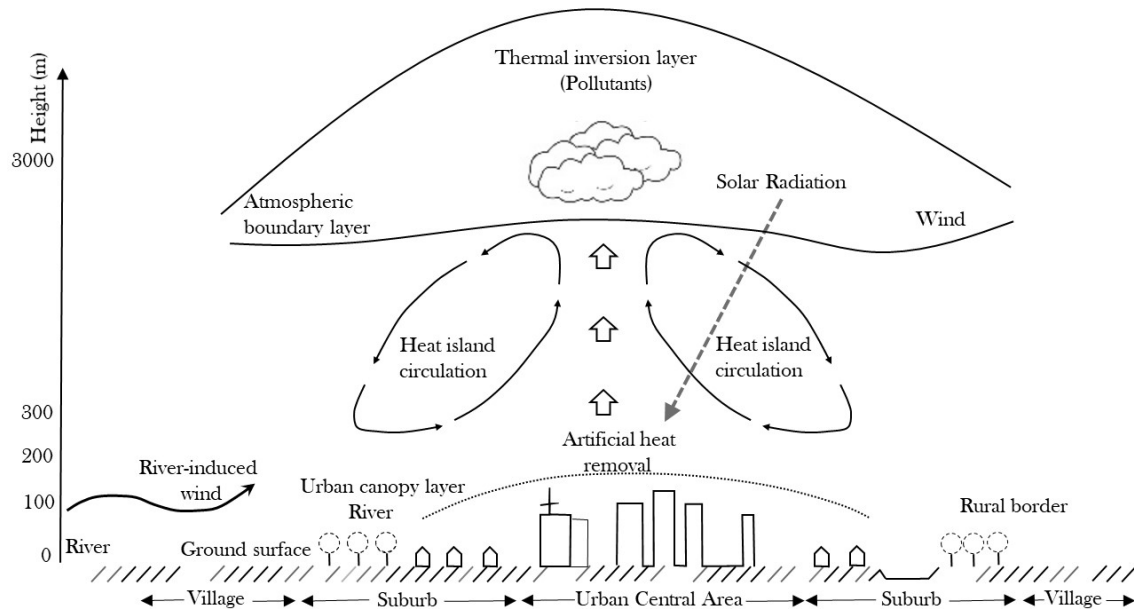 Height (m)
3000
300
200
100
0
Thermal inversion layer
(Pollutants)
Solar Radiation
Atmospheric
boundary layer
Wind
Heat island
circulation
Heat island
circulation
Artificial heat
removal
River-induced
wind
Urban canopy layer
River
Rural border
River
Ground surface
Village
Suburb
Urban Central Area
Suburb
Village